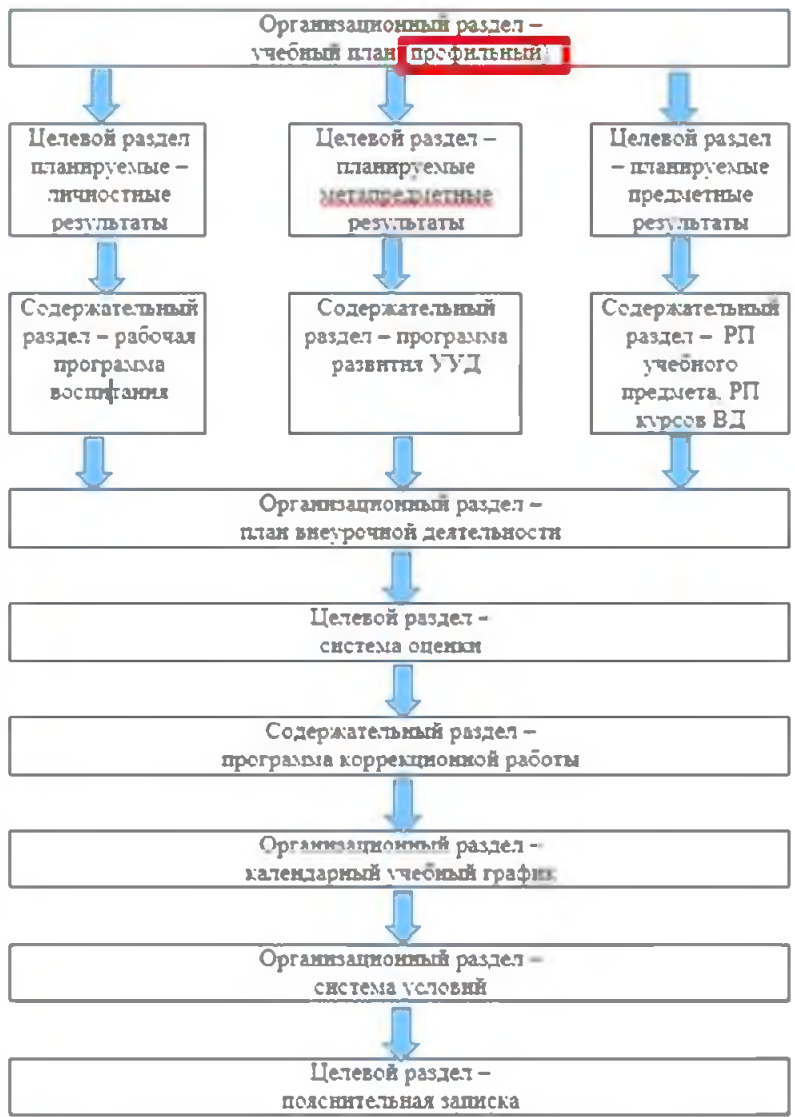 Организационный раздел –
учебный план (профильный)
Целевой раздел
планируемые –
личностные
результаты
Целевой раздел –
планируемые
метапредметные
результаты
Целевой раздел
– планируемые
предметные
результаты
Содержательный
раздел – рабочая
программа
воспитания
Содержательный
раздел – программа
развития УУД
Содержательный
раздел – РП
учебного
предмета, РП
курсов ВД
Организационный раздел –
план внеурочной деятельности
Целевой раздел –
система оценки
Содержательный раздел –
программа коррекционной работы
Организационный раздел –
календарный учебный график
Организационный раздел –
система условий
Целевой раздел –
пояснительная записка